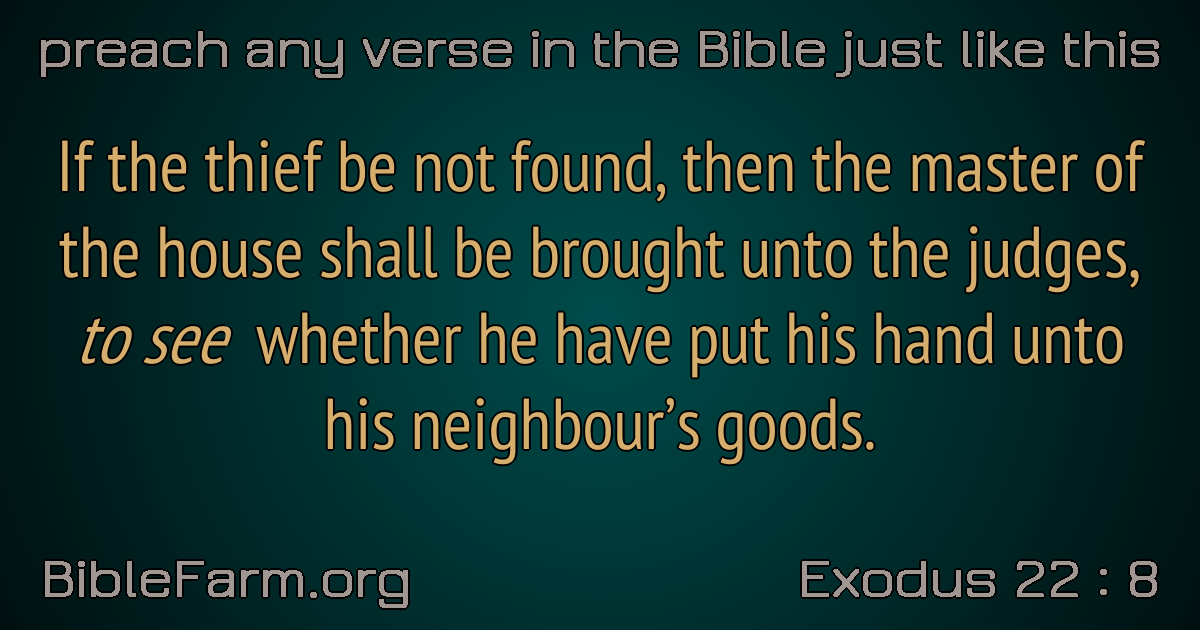 preach any verse in the Bible just like this
If the thief be not found, then the master of
the house shall be brought unto the judges,
to see whether he have put his hand unto
his neighbour’s goods.
BibleFarm.org
Exodus 22 : 8